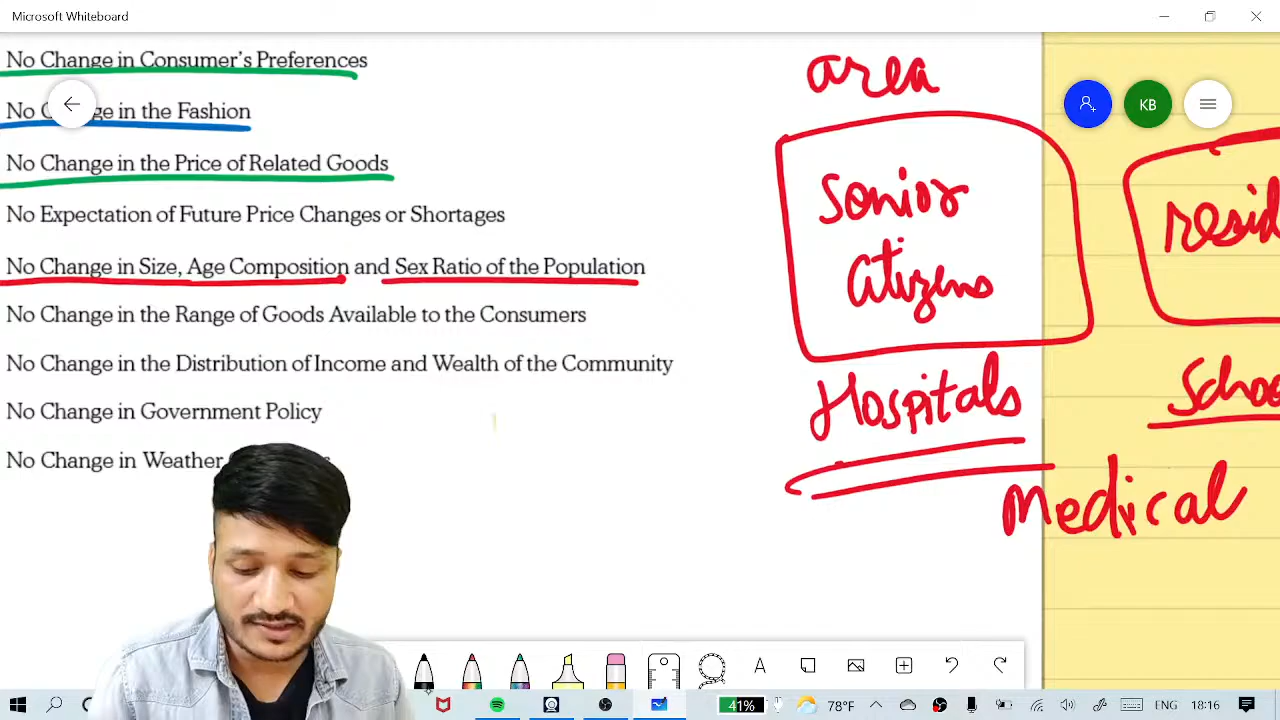 Microsoft Whiteboard
No Change in Consumer's Preferences
in the Fashion
No Change in the Price of Related Goods
No Expectation of Future Price Changes or Shortages
No Change in Size, Age Composition and Sex Ratio of the Population
No Change in the Range of Goods Available to the Consumers
No Change in the Distribution of Income and Wealth of the Community
No Change in Government Policy
No Change in Weather
area
Senior
Citizens
Hospitals
Medical
KB
A
41%
78°F
ENG
18:16